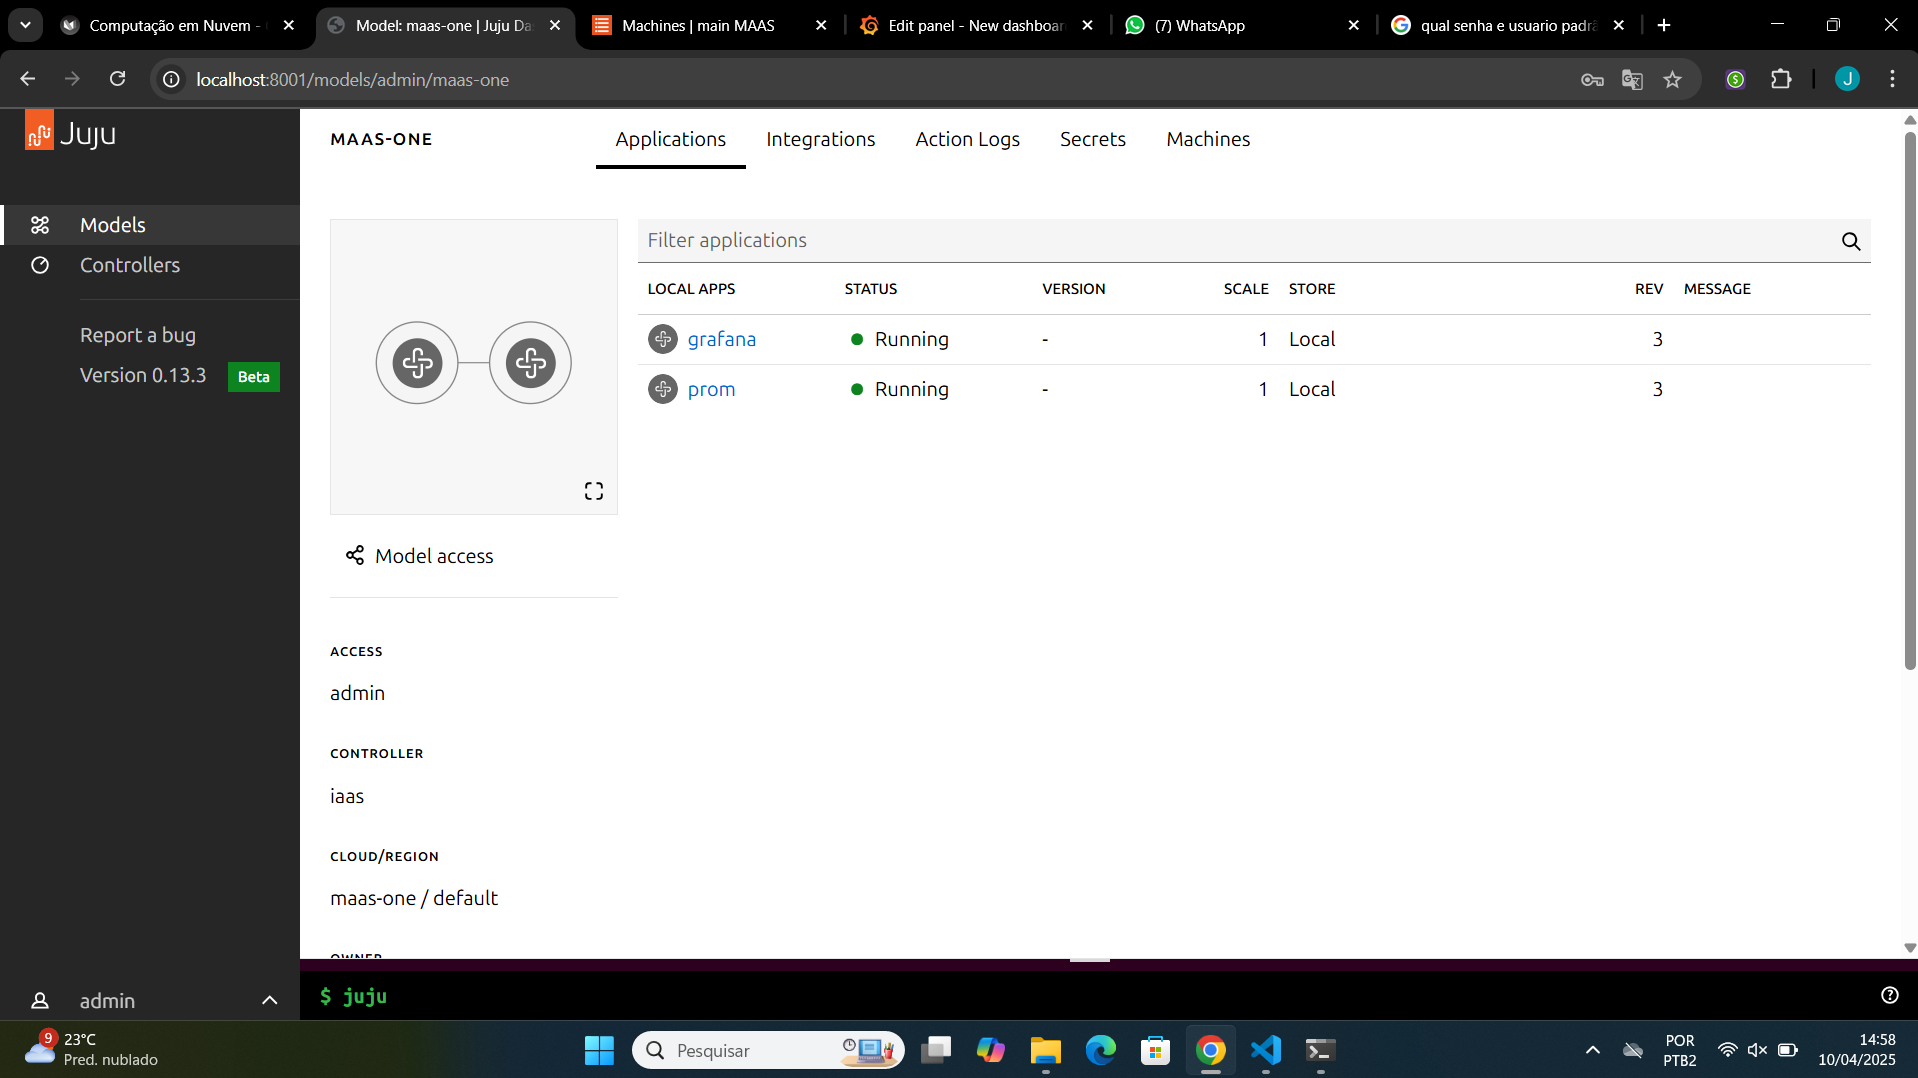 Computação em Nuvem -
Model: maas-one | Juju Da
Machines | main MAAS
Edit panel - New dashboar
(7) WhatsApp
qual senha e usuario padrã
localhost:8001/models/admin/maas-one
J
Juju
Models
Controllers
Report a bug
Version 0.13.3 Beta
admin
MAAS-ONE
Applications Integrations Action Logs Secrets Machines
Filter applications
LOCAL APPS STATUS VERSION SCALE STORE REV MESSAGE
grafana Running - 1 Local 3
prom Running - 1 Local 3
Model access
ACCESS
admin
CONTROLLER
iaas
CLOUD/REGION
maas-one / default
OWNER
$ juju
9
23°C
Pred. nublado
Pesquisar
POR
PTB2
14:58
10/04/2025